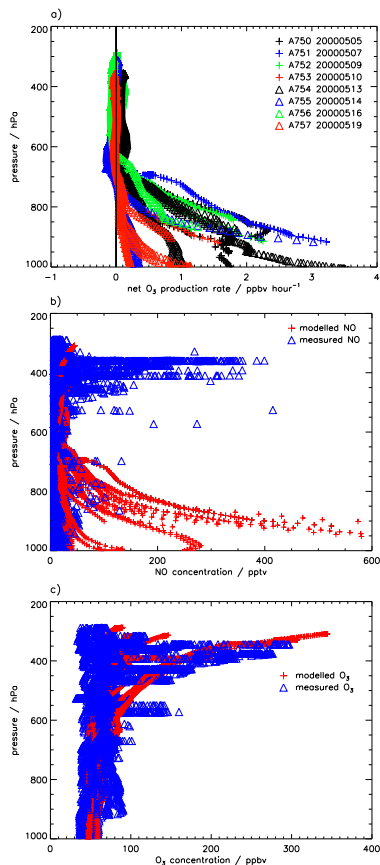 a)
200
400
600
800
1000
pressure / hPa
+ A750 20000505
+ A751 20000507
+ A752 20000509
+ A753 20000510
△ A754 20000513
△ A755 20000514
△ A756 20000516
△ A757 20000519
−1 0 1 2 3 4
net O₃ production rate / ppbv hour⁻¹
b)
200
400
600
800
1000
pressure / hPa
+ modelled NO
△ measured NO
0 200 400 600
NO concentration / pptv
c)
200
400
600
800
1000
pressure / hPa
+ modelled O₃
△ measured O₃
0 100 200 300 400
O₃ concentration / ppbv